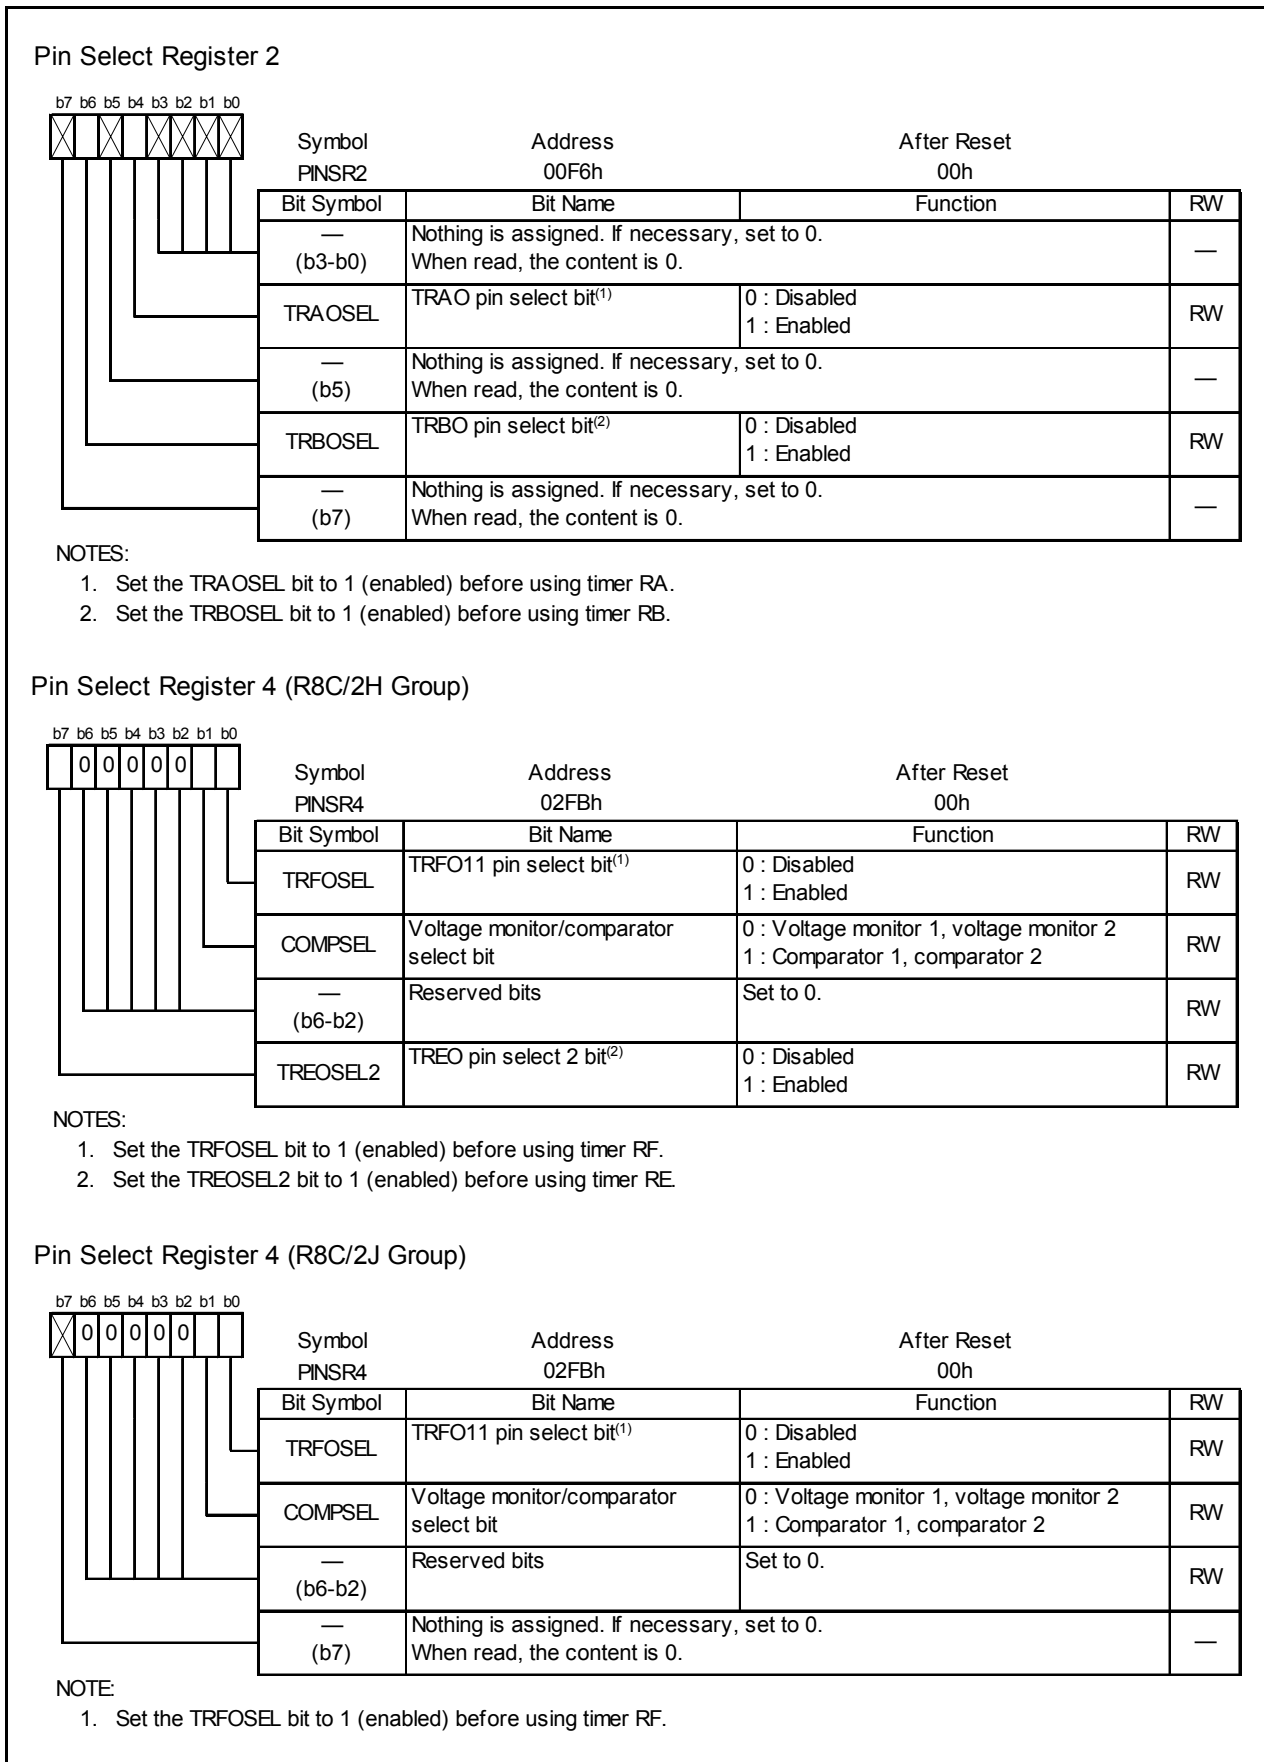 Pin Select Register 2
b7 b6 b5 b4 b3 b2 b1 b0
Symbol Address After Reset
PINSR2 00F6h 00h
Bit Symbol Bit Name Function RW
— Nothing is assigned. If necessary, set to 0.
(b3-b0) When read, the content is 0. —
TRAOSEL TRAO pin select bit(1) 0 : Disabled RW
1 : Enabled
— Nothing is assigned. If necessary, set to 0.
(b5) When read, the content is 0. —
TRBOSEL TRBO pin select bit(2) 0 : Disabled RW
1 : Enabled
— Nothing is assigned. If necessary, set to 0.
(b7) When read, the content is 0. —
NOTES:
1. Set the TRAOSEL bit to 1 (enabled) before using timer RA.
2. Set the TRBOSEL bit to 1 (enabled) before using timer RB.
Pin Select Register 4 (R8C/2H Group)
b7 b6 b5 b4 b3 b2 b1 b0
0 0 0 0 0
Symbol Address After Reset
PINSR4 02FBh 00h
Bit Symbol Bit Name Function RW
TRFOSEL TRFO11 pin select bit(1) 0 : Disabled RW
1 : Enabled
COMPSEL Voltage monitor/comparator 0 : Voltage monitor 1, voltage monitor 2 RW
select bit 1 : Comparator 1, comparator 2
— Reserved bits Set to 0. RW
(b6-b2)
TREOSEL2 TREO pin select 2 bit(2) 0 : Disabled RW
1 : Enabled
NOTES:
1. Set the TRFOSEL bit to 1 (enabled) before using timer RF.
2. Set the TREOSEL2 bit to 1 (enabled) before using timer RE.
Pin Select Register 4 (R8C/2J Group)
b7 b6 b5 b4 b3 b2 b1 b0
0 0 0 0 0
Symbol Address After Reset
PINSR4 02FBh 00h
Bit Symbol Bit Name Function RW
TRFOSEL TRFO11 pin select bit(1) 0 : Disabled RW
1 : Enabled
COMPSEL Voltage monitor/comparator 0 : Voltage monitor 1, voltage monitor 2 RW
select bit 1 : Comparator 1, comparator 2
— Reserved bits Set to 0. RW
(b6-b2)
— Nothing is assigned. If necessary, set to 0.
(b7) When read, the content is 0. —
NOTE:
1. Set the TRFOSEL bit to 1 (enabled) before using timer RF.